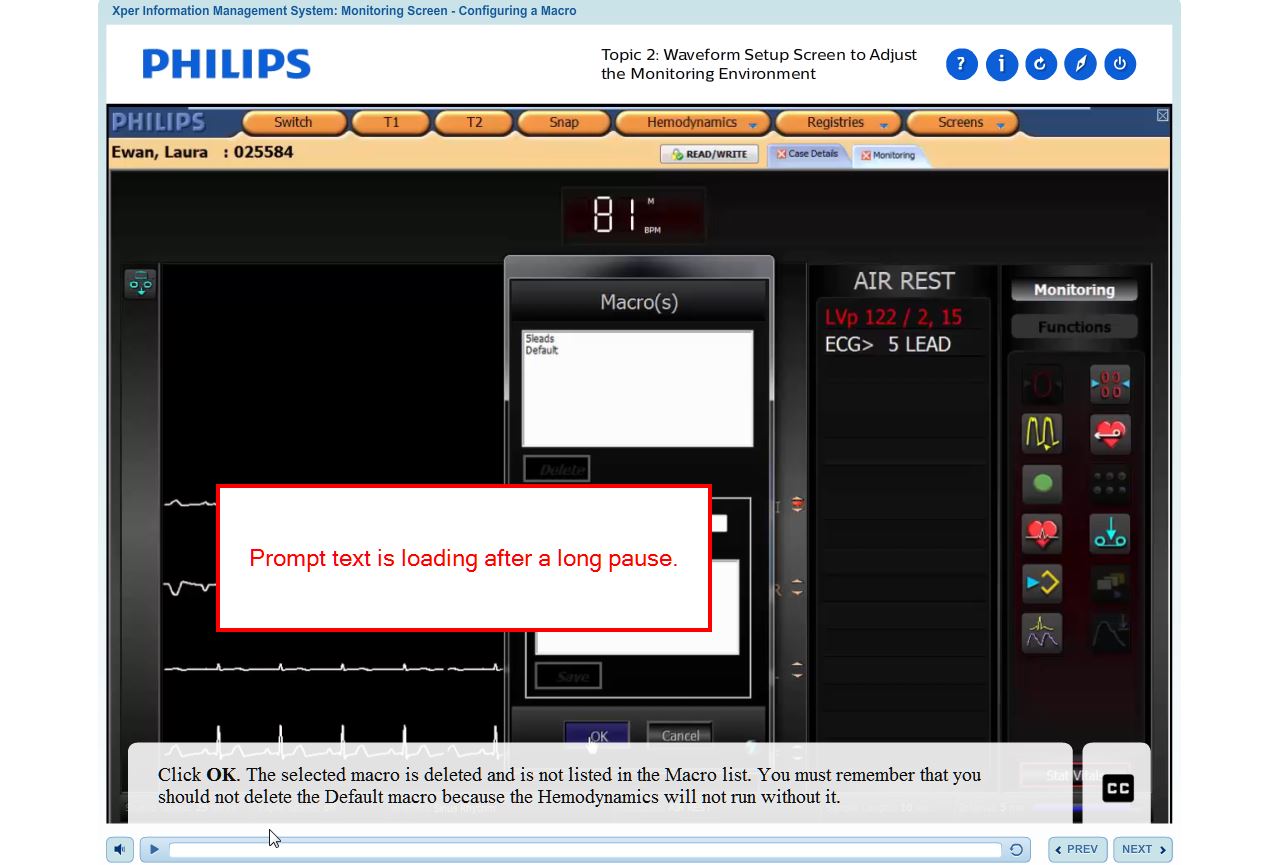 Xper Information Management System: Monitoring Screen - Configuring a Macro
PHILIPS
Topic 2: Waveform Setup Screen to Adjust
the Monitoring Environment
PHILIPS
Switch
T1
T2
Snap
Hemodynamics
Registries
Screens
Ewan, Laura : 025584
READ/WRITE
Case Details
Monitoring
81
M
BPM
Macro(s)
5leads
Default
Delete
Prompt text is loading after a long pause.
Save
OK
Cancel
AIR REST
LVp 122 / 2, 15
ECG> 5 LEAD
Monitoring
Functions
Stat Vitals
Click OK. The selected macro is deleted and is not listed in the Macro list. You must remember that you
should not delete the Default macro because the Hemodynamics will not run without it.
CC
PREV
NEXT